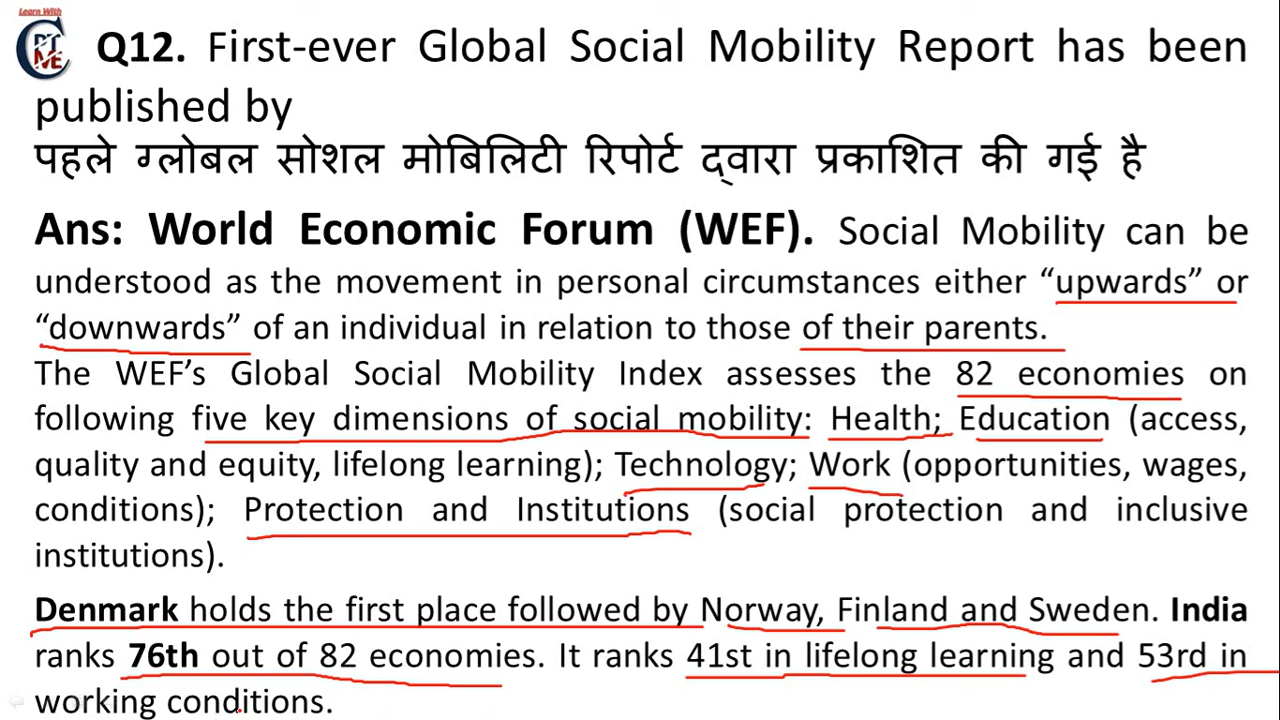 Learn With
CPT ME
Q12. First-ever Global Social Mobility Report has been
published by
पहले ग्लोबल सोशल मोबिलिटी रिपोर्ट द्वारा प्रकाशित की गई है
Ans: World Economic Forum (WEF). Social Mobility can be
understood as the movement in personal circumstances either “upwards” or
“downwards” of an individual in relation to those of their parents.
The WEF’s Global Social Mobility Index assesses the 82 economies on
following five key dimensions of social mobility: Health; Education (access,
quality and equity, lifelong learning); Technology; Work (opportunities, wages,
conditions); Protection and Institutions (social protection and inclusive
institutions).
Denmark holds the first place followed by Norway, Finland and Sweden. India
ranks 76th out of 82 economies. It ranks 41st in lifelong learning and 53rd in
working conditions.